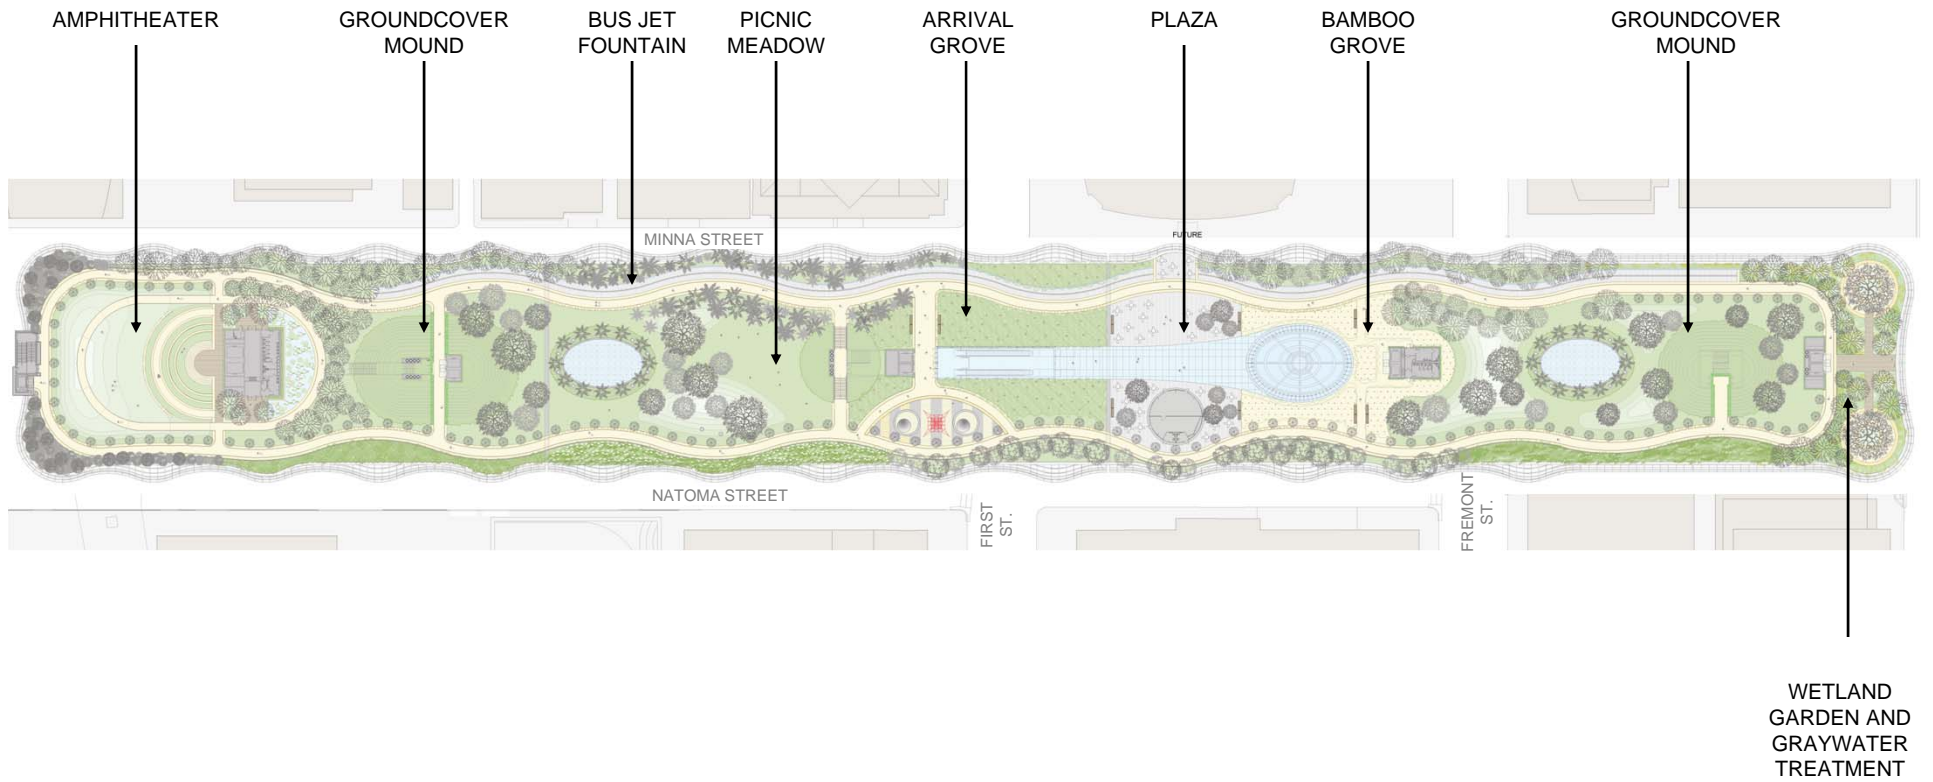 AMPHITHEATER
GROUNDCOVER
MOUND
BUS JET
FOUNTAIN
PICNIC
MEADOW
ARRIVAL
GROVE
PLAZA
BAMBOO
GROVE
GROUNDCOVER
MOUND
MINNA STREET
FUTURE
NATOMA STREET
FIRST
ST.
FREMONT
ST.
WETLAND
GARDEN AND
GRAYWATER
TREATMENT